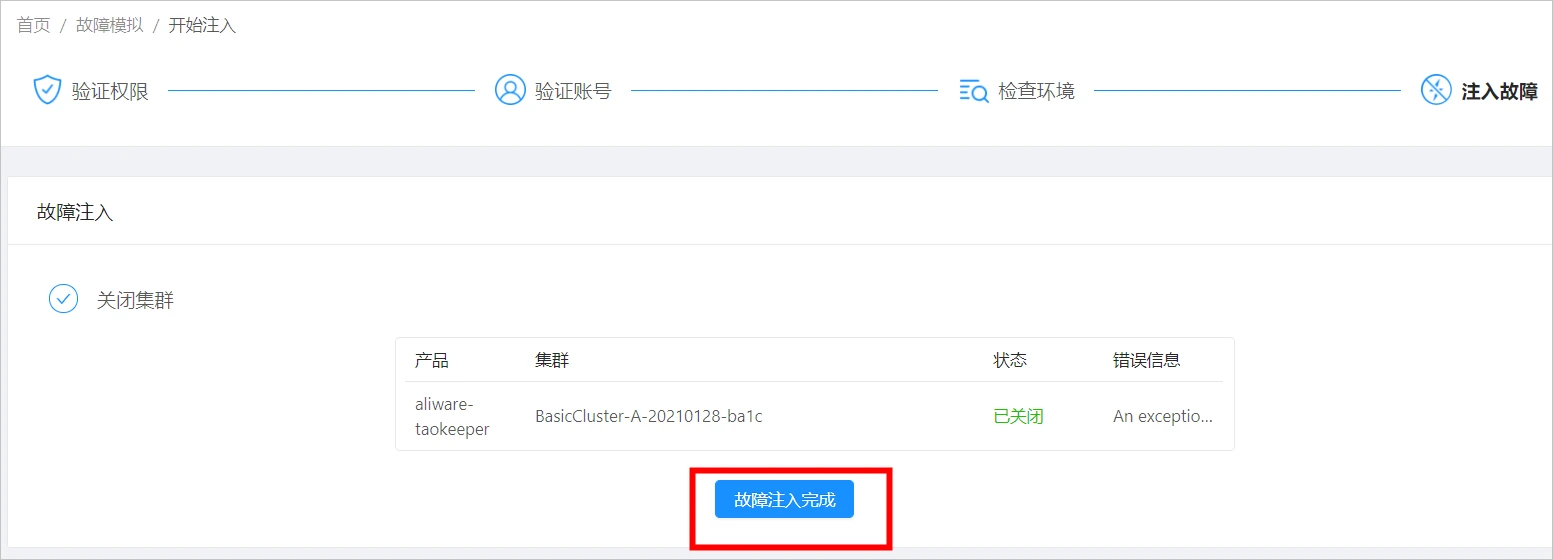 首页 / 故障模拟 / 开始注入
验证权限 验证账号 检查环境 注入故障
故障注入
关闭集群
产品 集群 状态 错误信息
aliware-
taokeeper BasicCluster-A-20210128-ba1c 已关闭 An exceptio...
故障注入完成